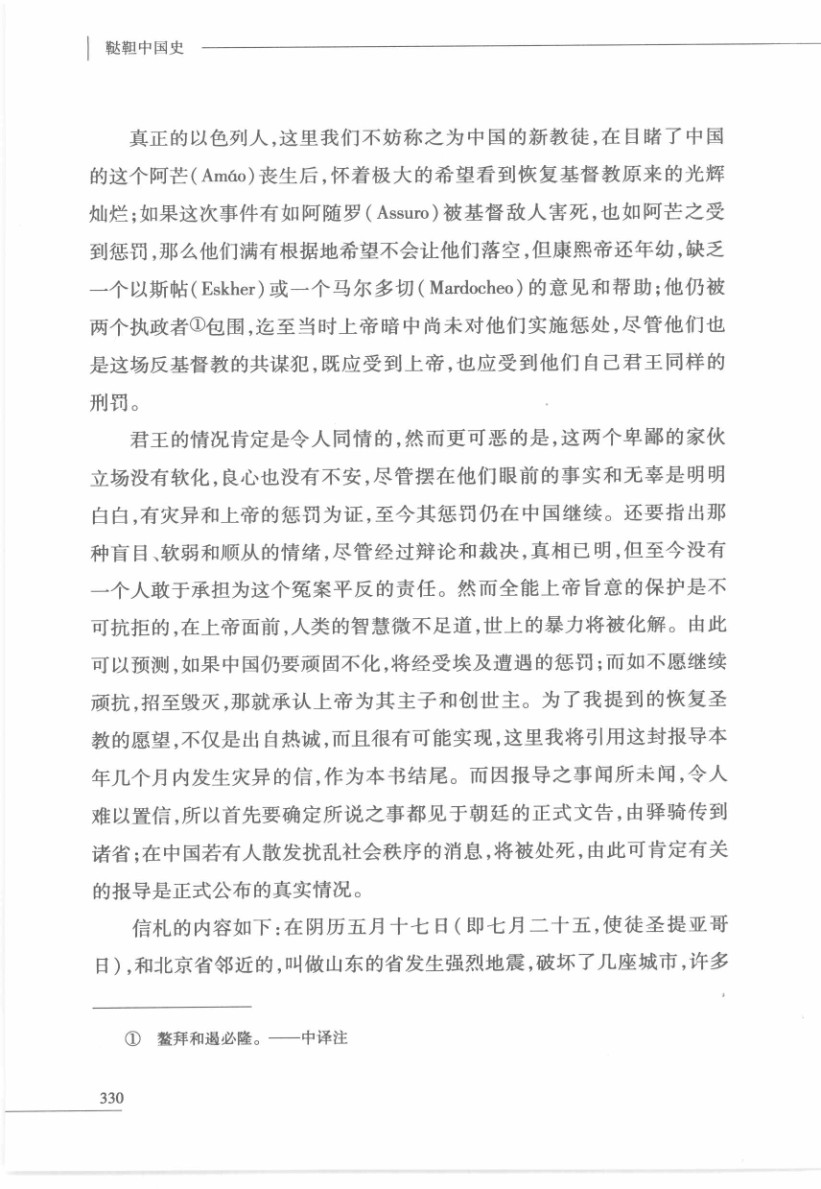 鞑靼中国史
真正的以色列人,这里我们不妨称之为中国的新教徒,在目睹了中国
的这个阿芒(Amáo)丧生后,怀着极大的希望看到恢复基督教原来的光辉
灿烂;如果这次事件有如阿随罗(Assuro)被基督敌人害死,也如阿芒之受
到惩罚,那么他们满有根据地希望不会让他们落空,但康熙帝还年幼,缺乏
一个以斯帖(Eskher)或一个马尔多切(Mardocheo)的意见和帮助;他仍被
两个执政者①包围,迄至当时上帝暗中尚未对他们实施惩处,尽管他们也
是这场反基督教的共谋犯,既应受到上帝,也应受到他们自己君王同样的
刑罚。
君王的情况肯定是令人同情的,然而更可恶的是,这两个卑鄙的家伙
立场没有软化,良心也没有不安,尽管摆在他们眼前的事实和无辜是明明
白白,有灾异和上帝的惩罚为证,至今其惩罚仍在中国继续。还要指出那
种盲目、软弱和顺从的情绪,尽管经过辩论和裁决,真相已明,但至今没有
一个人敢于承担为这个冤案平反的责任。然而全能上帝旨意的保护是不
可抗拒的,在上帝面前,人类的智慧微不足道,世上的暴力将被化解。由此
可以预测,如果中国仍要顽固不化,将经受埃及遭遇的惩罚;而如不愿继续
顽抗,招至毁灭,那就承认上帝为其主子和创世主。为了我提到的恢复圣
教的愿望,不仅是出自热诚,而且很有可能实现,这里我将引用这封报导本
年几个月内发生灾异的信,作为本书结尾。而因报导之事闻所未闻,令人
难以置信,所以首先要确定所说之事都见于朝廷的正式文告,由驿骑传到
诸省;在中国若有人散发扰乱社会秩序的消息,将被处死,由此可肯定有关
的报导是正式公布的真实情况。
信札的内容如下:在阴历五月十七日(即七月二十五,使徒圣提亚哥
日),和北京省邻近的,叫做山东的省发生强烈地震,破坏了几座城市,许多
① 鳌拜和遏必隆。——中译注
330